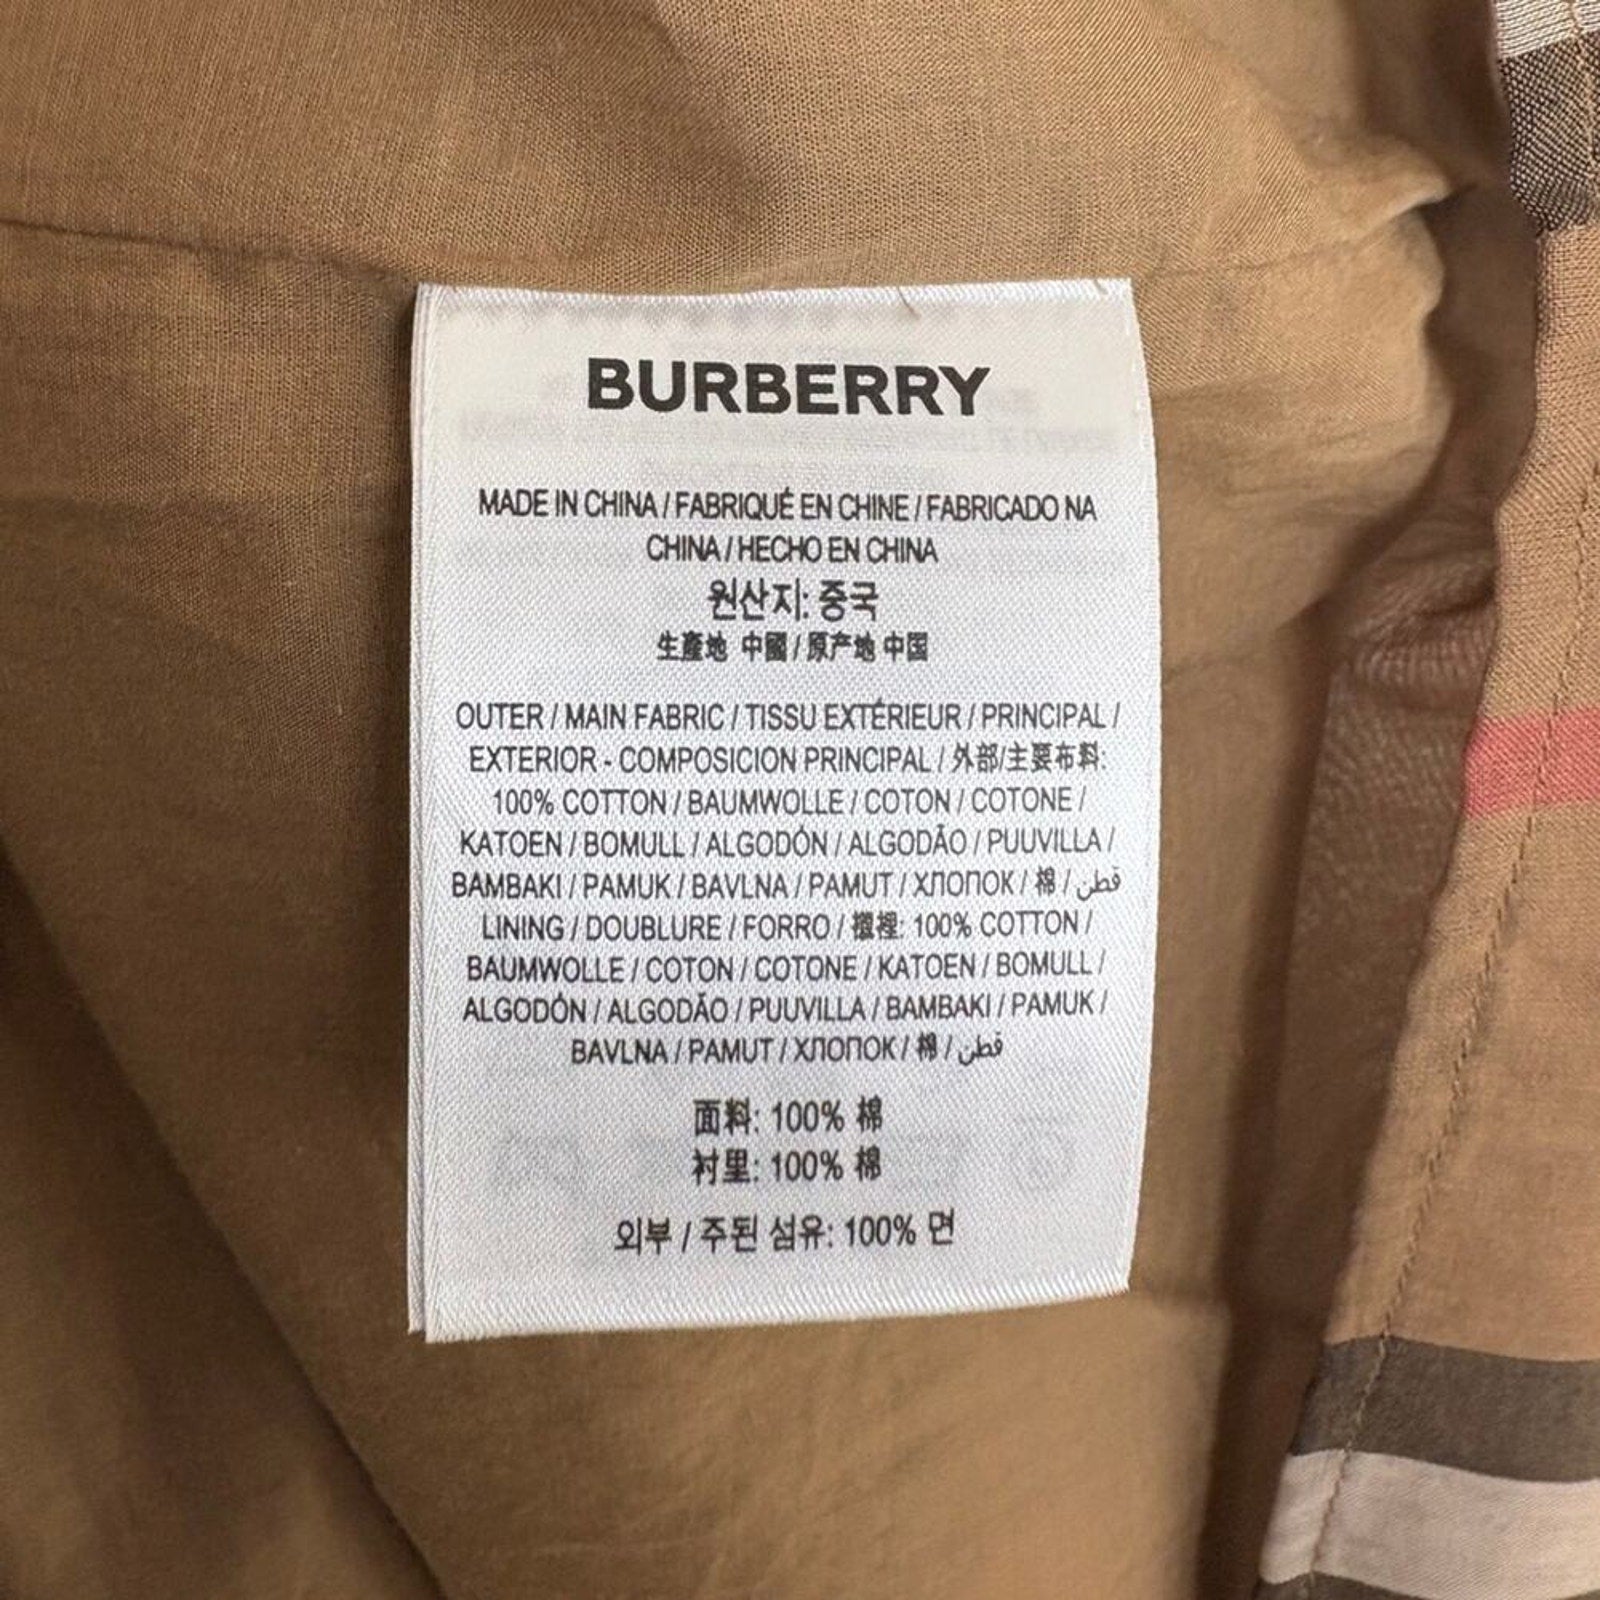 BURBERRY
MADE IN CHINA / FABRIQUÉ EN CHINE / FABRICADO NA
CHINA / HECHO EN CHINA
원산지: 중국
生產地 中國 / 原产地 中国
OUTER / MAIN FABRIC / TISSU EXTÉRIEUR / PRINCIPAL /
EXTERIOR - COMPOSICION PRINCIPAL / 外部/主要布料:
100% COTTON / BAUMWOLLE / COTON / COTONE /
KATOEN / BOMULL / ALGODÓN / ALGODÃO / PUUVILLA /
BAMBAKI / PAMUK / BAVLNA / PAMUT / ХЛОПОК / 棉 / قطن
LINING / DOUBLURE / FORRO / 襯裡: 100% COTTON /
BAUMWOLLE / COTON / COTONE / KATOEN / BOMULL /
ALGODÓN / ALGODÃO / PUUVILLA / BAMBAKI / PAMUK /
BAVLNA / PAMUT / ХЛОПОК / 棉 / قطن
面料: 100% 棉
衬里: 100% 棉
외부 / 주된 섬유: 100% 면